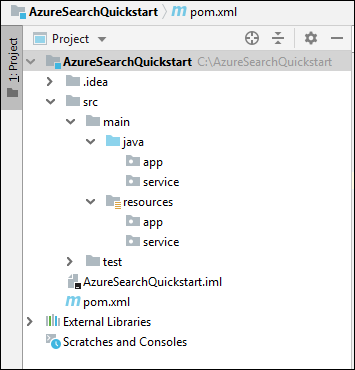 AzureSearchQuickstart pom.xml
1: Project
Project
AzureSearchQuickstart C:\AzureSearchQuickstart
.idea
src
main
java
app
service
resources
app
service
test
AzureSearchQuickstart.iml
m pom.xml
External Libraries
Scratches and Consoles